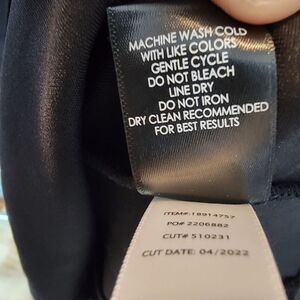 MACHINE WASH COLD
WITH LIKE COLORS
GENTLE CYCLE
DO NOT BLEACH
LINE DRY
DO NOT IRON
DRY CLEAN RECOMMENDED
FOR BEST RESULTS
ITEM#:18914757
PO# 2206882
CUT# 510231
CUT DATE: 04/2022